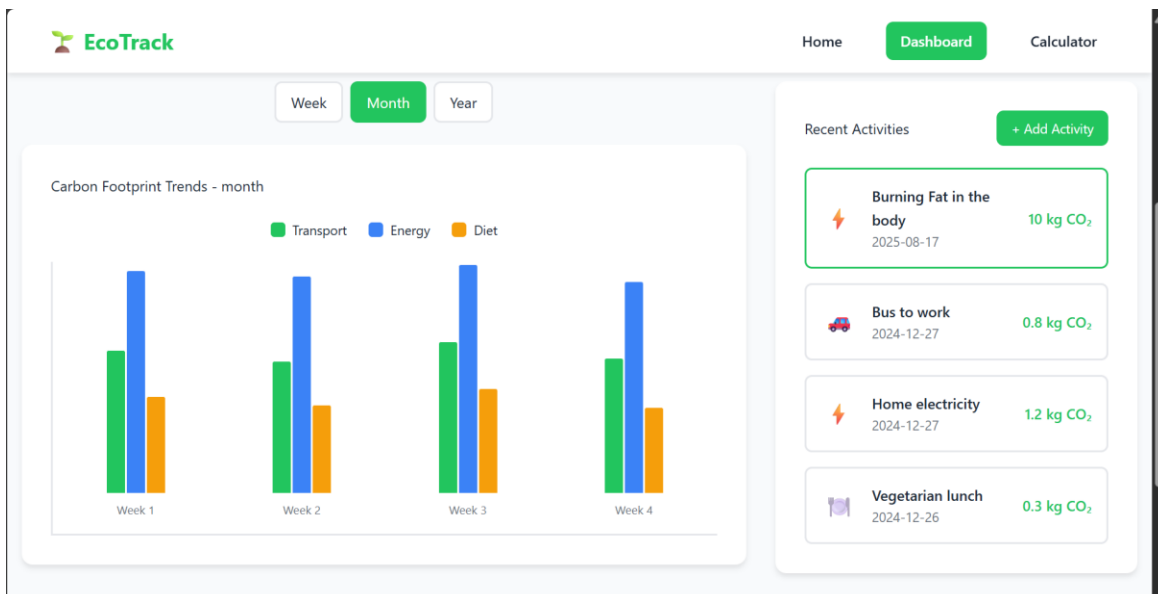 EcoTrack
Home
Dashboard
Calculator
Week
Month
Year
Carbon Footprint Trends - month
Transport
Energy
Diet
Week 1
Week 2
Week 3
Week 4
Recent Activities
+ Add Activity
Burning Fat in the
body
2025-08-17
10 kg CO₂
Bus to work
2024-12-27
0.8 kg CO₂
Home electricity
2024-12-27
1.2 kg CO₂
Vegetarian lunch
2024-12-26
0.3 kg CO₂